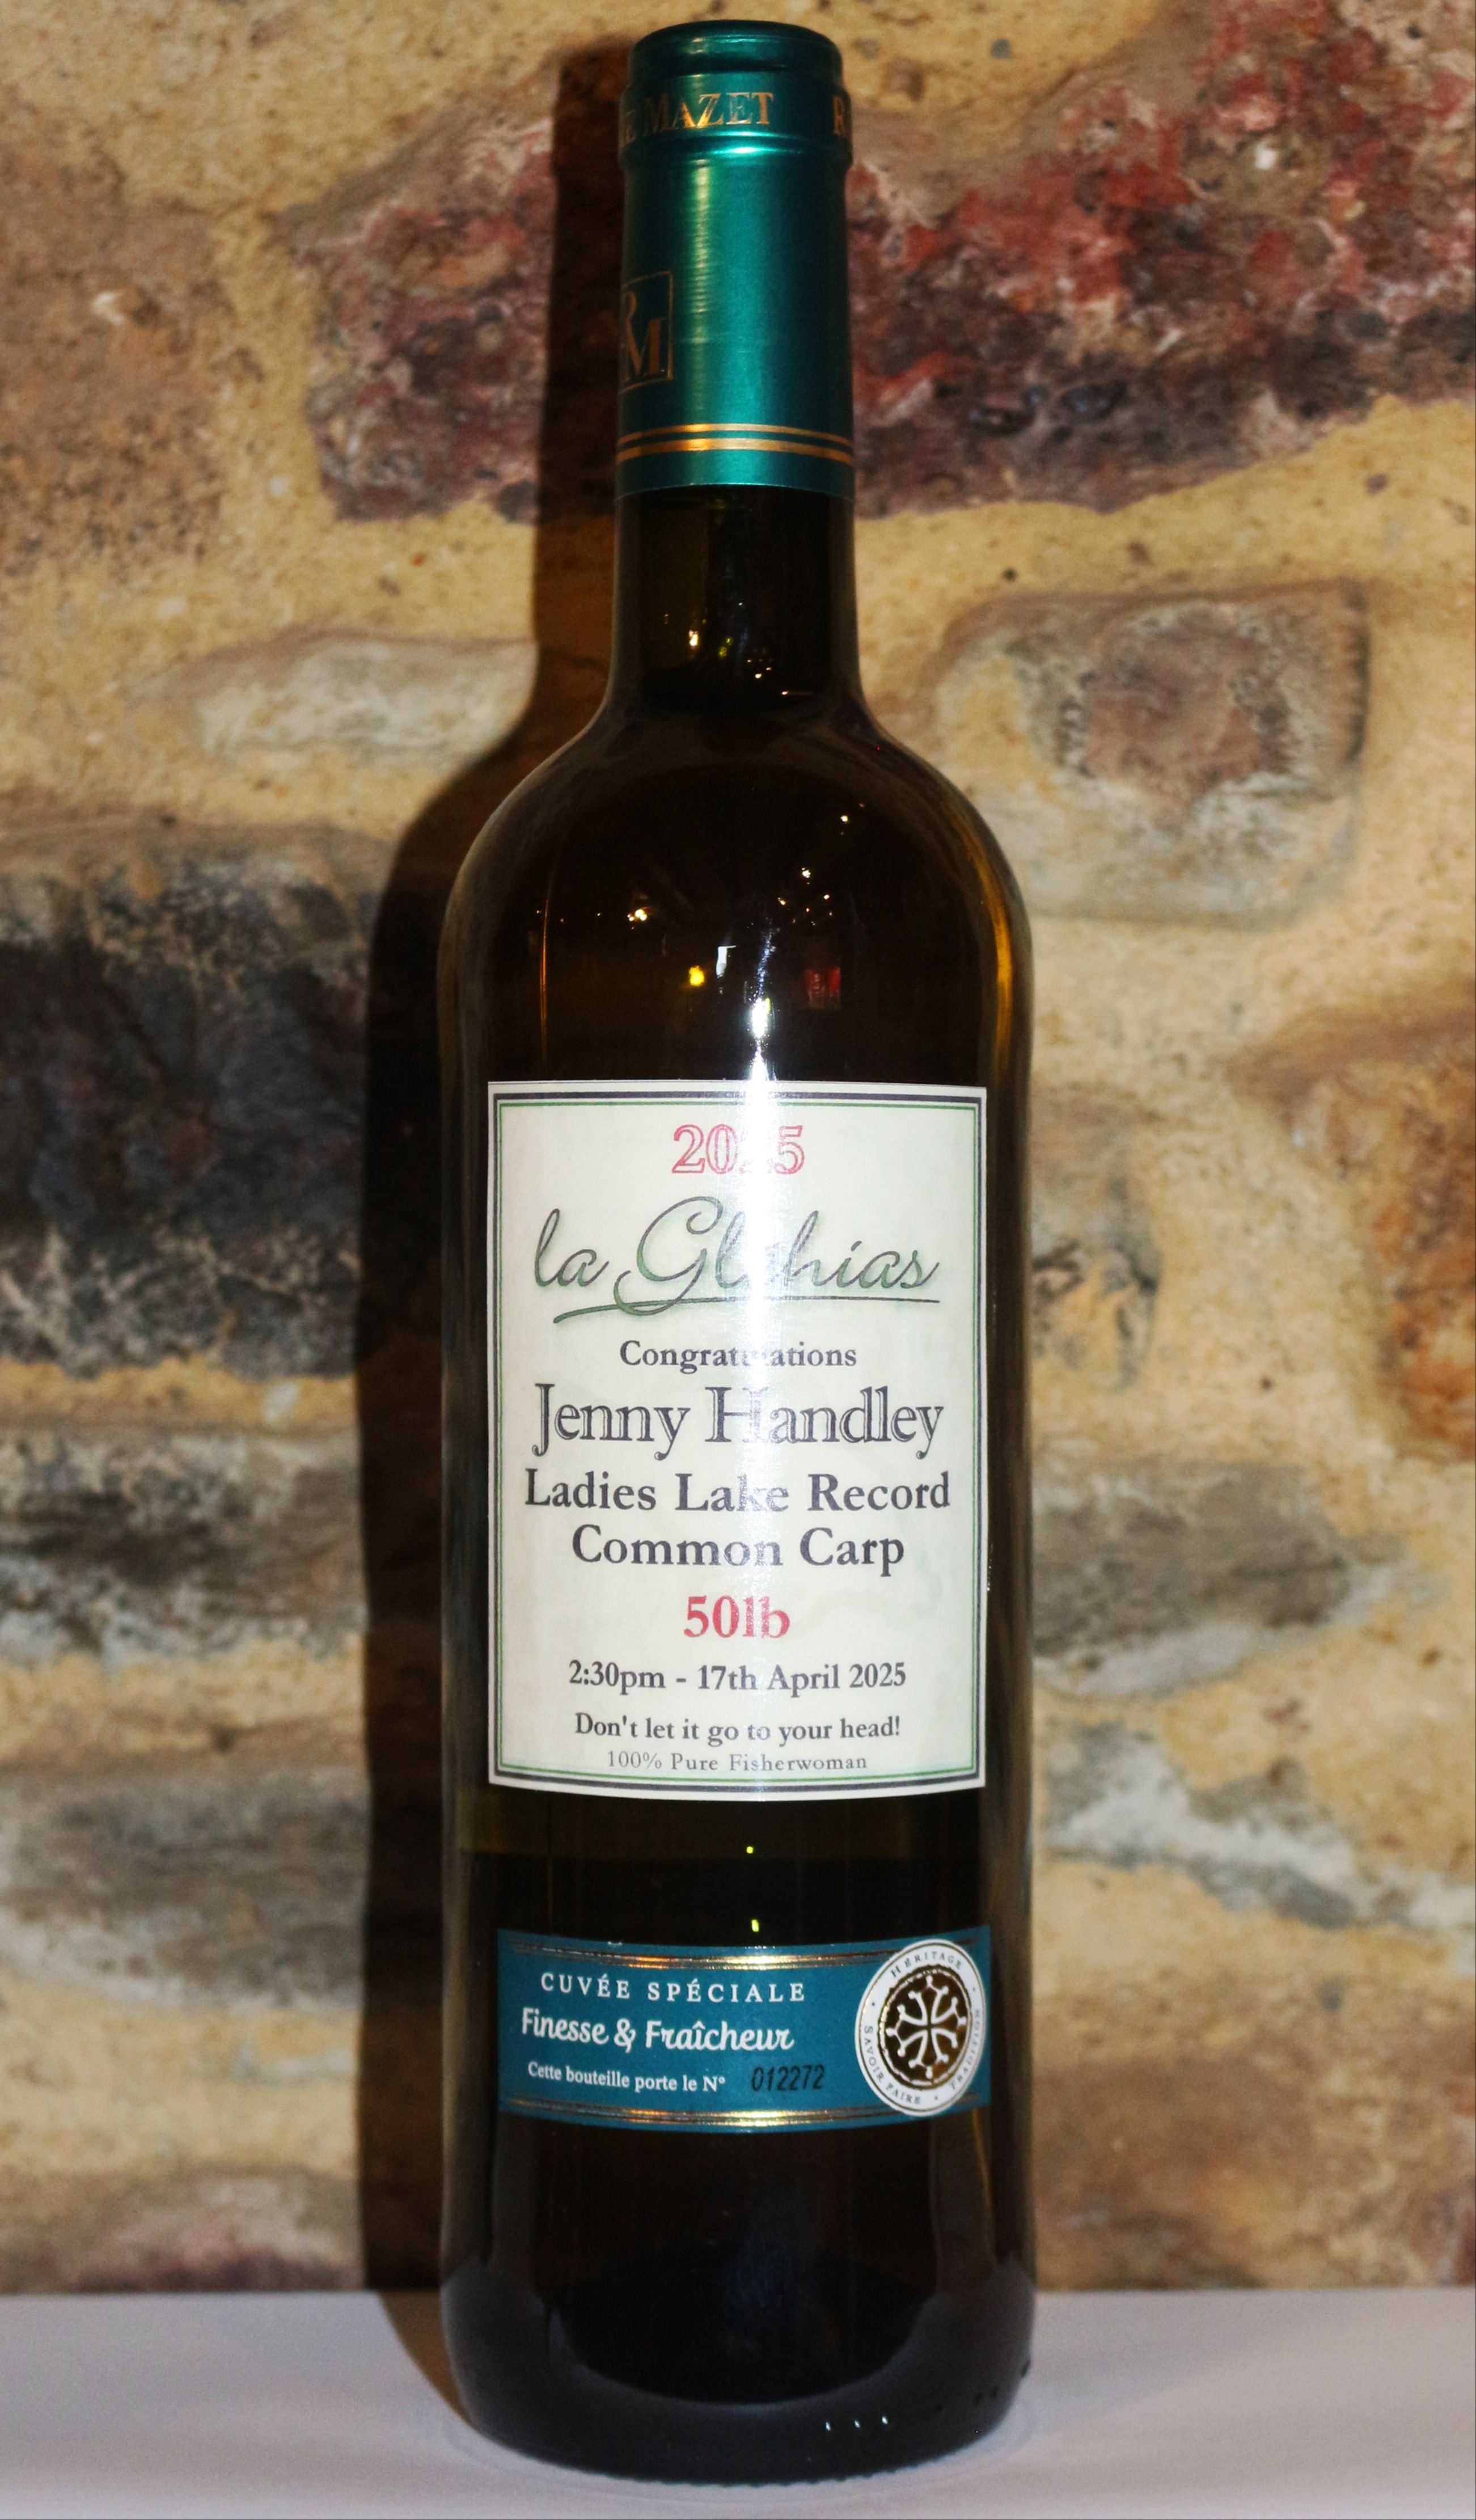 MAZET R
RM
2025
la
Congratulations
Jenny Handley
Ladies Lake Record
Common Carp
50lb
2:30pm - 17th April 2025
Don't let it go to your head!
100% Pure Fisherwoman
CUVÉE SPÉCIALE
Finesse & Fraîcheur
Cette bouteille porte le N° 012272
HÉRITAGE • TRADITION • SAVOIR FAIRE •